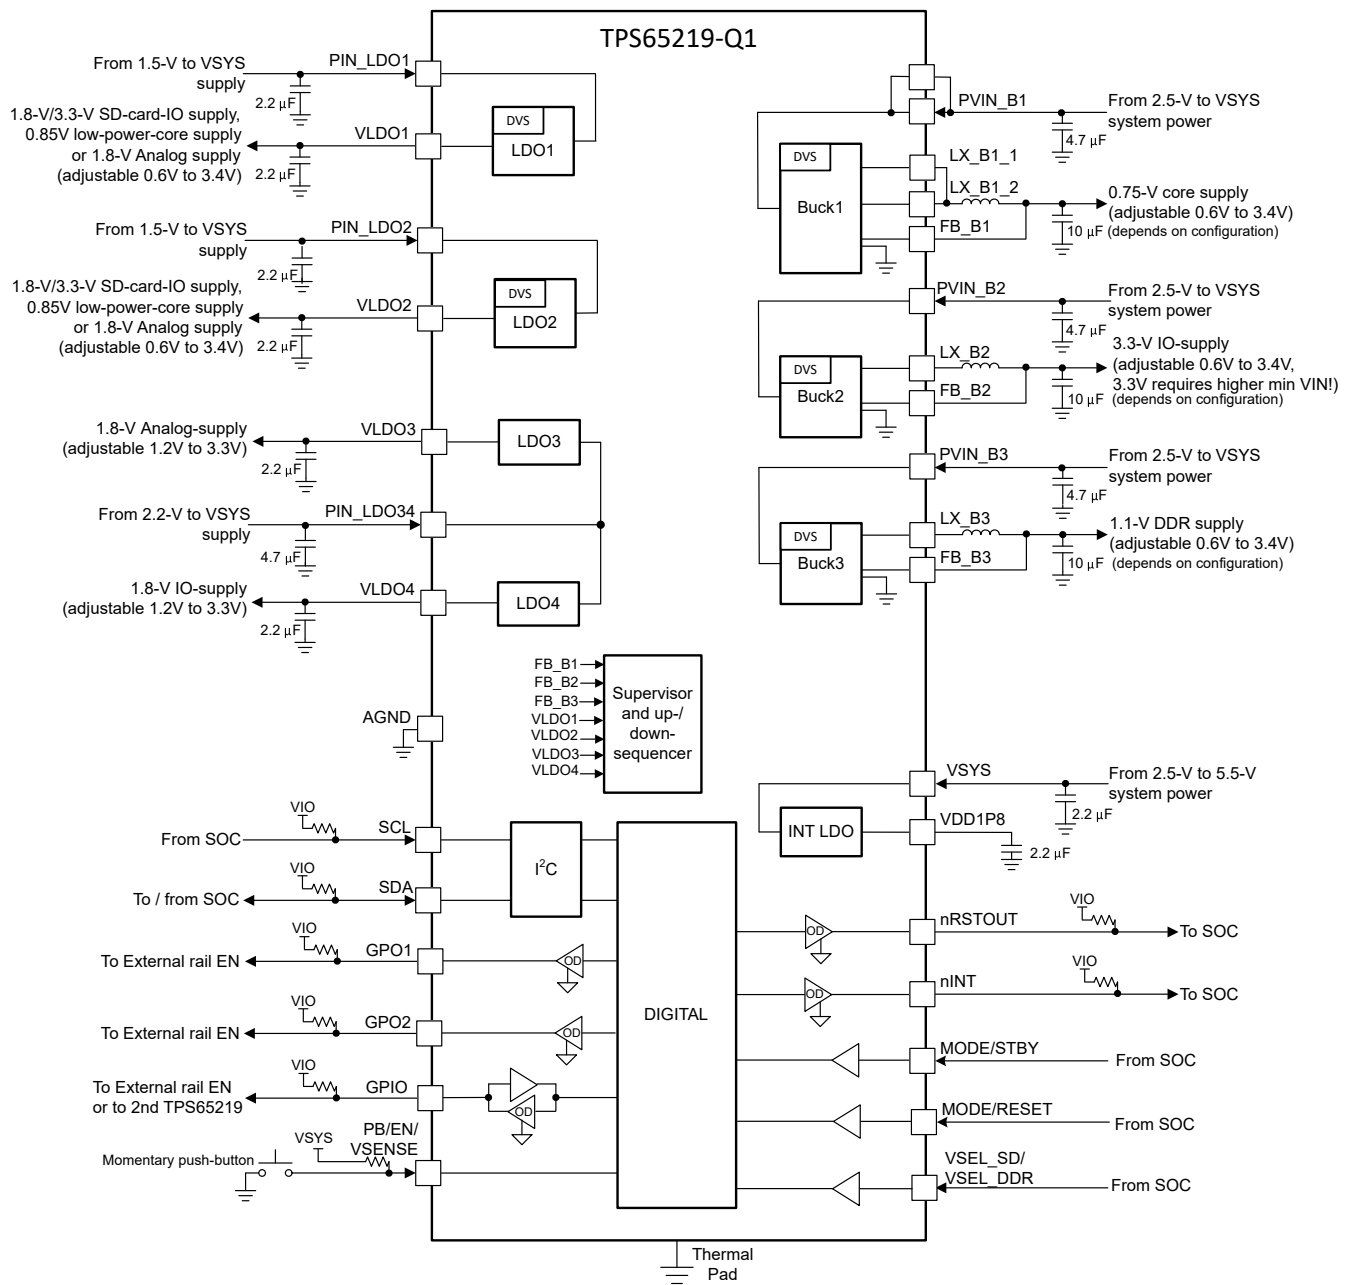 TPS65219-Q1
From 1.5-V to VSYS
supply
PIN_LDO1
2.2 μF
1.8-V/3.3-V SD-card-IO supply,
0.85V low-power-core supply
or 1.8-V Analog supply
(adjustable 0.6V to 3.4V)
VLDO1
2.2 μF
DVS
LDO1
From 1.5-V to VSYS
supply
PIN_LDO2
2.2 μF
1.8-V/3.3-V SD-card-IO supply,
0.85V low-power-core supply
or 1.8-V Analog supply
(adjustable 0.6V to 3.4V)
VLDO2
2.2 μF
DVS
LDO2
1.8-V Analog-supply
(adjustable 1.2V to 3.3V)
VLDO3
2.2 μF
LDO3
From 2.2-V to VSYS
supply
PIN_LDO34
4.7 μF
1.8-V IO-supply
(adjustable 1.2V to 3.3V)
VLDO4
2.2 μF
LDO4
PVIN_B1
From 2.5-V to VSYS
system power
4.7 μF
DVS
Buck1
LX_B1_1
LX_B1_2
FB_B1
0.75-V core supply
(adjustable 0.6V to 3.4V)
10 μF (depends on configuration)
PVIN_B2
From 2.5-V to VSYS
system power
4.7 μF
DVS
Buck2
LX_B2
FB_B2
3.3-V IO-supply
(adjustable 0.6V to 3.4V,
3.3V requires higher min VIN!)
10 μF (depends on configuration)
PVIN_B3
From 2.5-V to VSYS
system power
4.7 μF
DVS
Buck3
LX_B3
FB_B3
1.1-V DDR supply
(adjustable 0.6V to 3.4V)
10 μF (depends on configuration)
FB_B1
FB_B2
FB_B3
VLDO1
VLDO2
VLDO3
VLDO4
Supervisor
and up-/
down-
sequencer
AGND
VSYS
From 2.5-V to 5.5-V
system power
2.2 μF
INT LDO
VDD1P8
2.2 μF
From SOC
VIO
SCL
To / from SOC
VIO
SDA
I²C
To External rail EN
VIO
GPO1
OD
To External rail EN
VIO
GPO2
OD
To External rail EN
or to 2nd TPS65219
VIO
GPIO
OD
Momentary push-button
VSYS
PB/EN/
VSENSE
DIGITAL
OD
nRSTOUT
VIO
To SOC
OD
nINT
VIO
To SOC
MODE/STBY
From SOC
MODE/RESET
From SOC
VSEL_SD/
VSEL_DDR
From SOC
Thermal
Pad